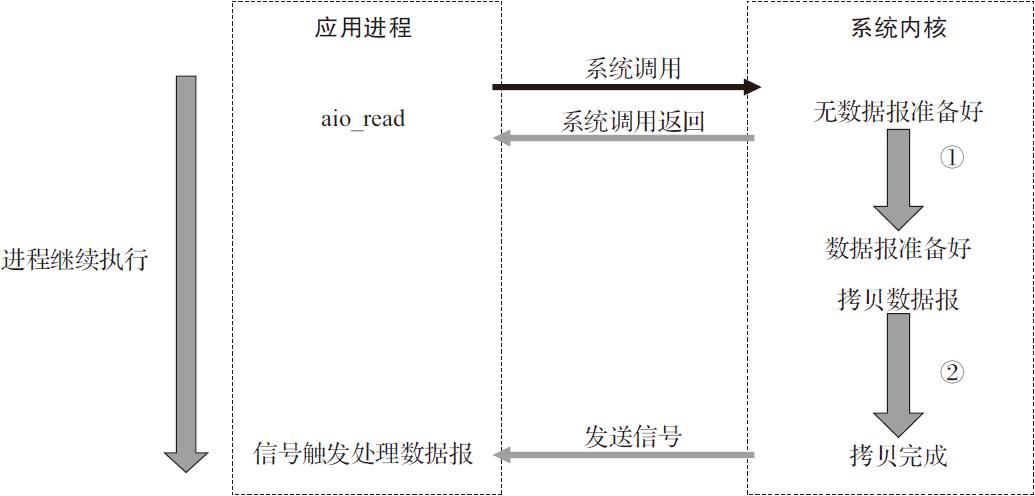 应用进程
系统内核
系统调用
aio_read
无数据报准备好
系统调用返回
①
进程继续执行
数据报准备好
拷贝数据报
②
发送信号
信号触发处理数据报
拷贝完成